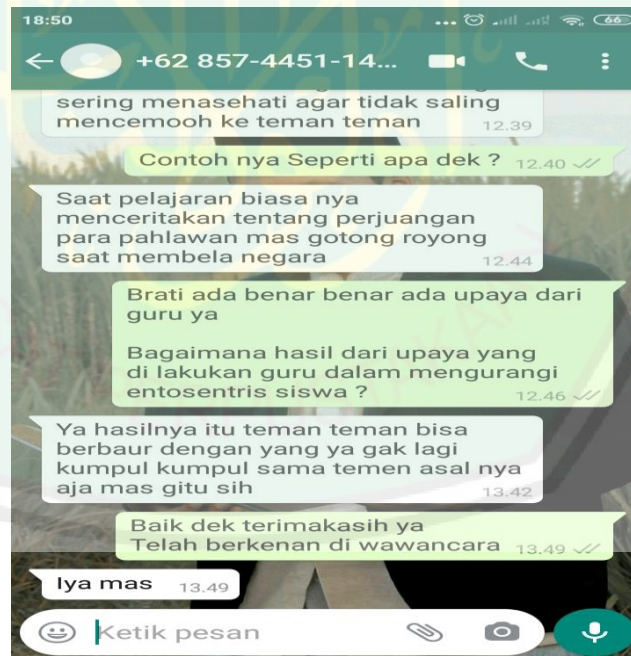 18:50
66
+62 857-4451-14...
sering menasehati agar tidak saling
mencemooh ke teman teman 12.39
Contoh nya Seperti apa dek ? 12.40
Saat pelajaran biasa nya
menceritakan tentang perjuangan
para pahlawan mas gotong royong
saat membela negara 12.44
Brati ada benar benar ada upaya dari
guru ya
Bagaimana hasil dari upaya yang
di lakukan guru dalam mengurangi
entosentris siswa ? 12.46
Ya hasilnya itu teman teman bisa
berbaur dengan yang ya gak lagi
kumpul kumpul sama temen asal nya
aja mas gitu sih 13.42
Baik dek terimakasih ya
Telah berkenan di wawancara 13.49
Iya mas 13.49
Ketik pesan